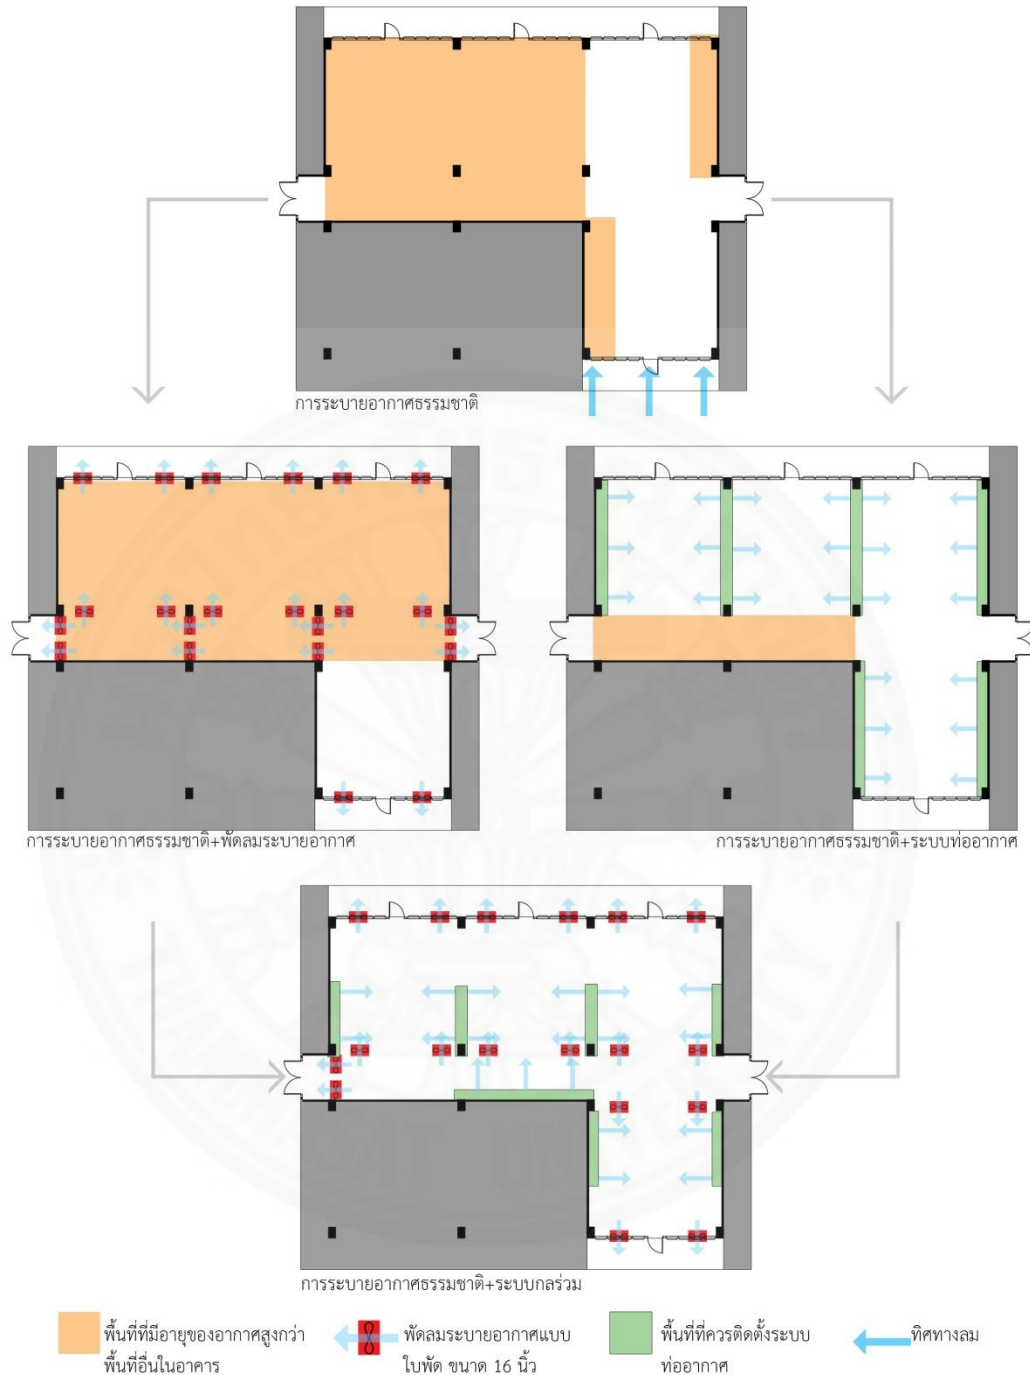 การระบายอากาศธรรมชาติ
การระบายอากาศธรรมชาติ+พัดลมระบายอากาศ
การระบายอากาศธรรมชาติ+ระบบท่ออากาศ
การระบายอากาศธรรมชาติ+ระบบกลร่วม
พื้นที่ที่มีอายุของอากาศสูงกว่า
พื้นที่อื่นในอาคาร
พัดลมระบายอากาศแบบ
ใบพัด ขนาด 16 นิ้ว
พื้นที่ที่ควรติดตั้งระบบ
ท่ออากาศ
ทิศทางลม
THAMMASAT UNIVERSITY